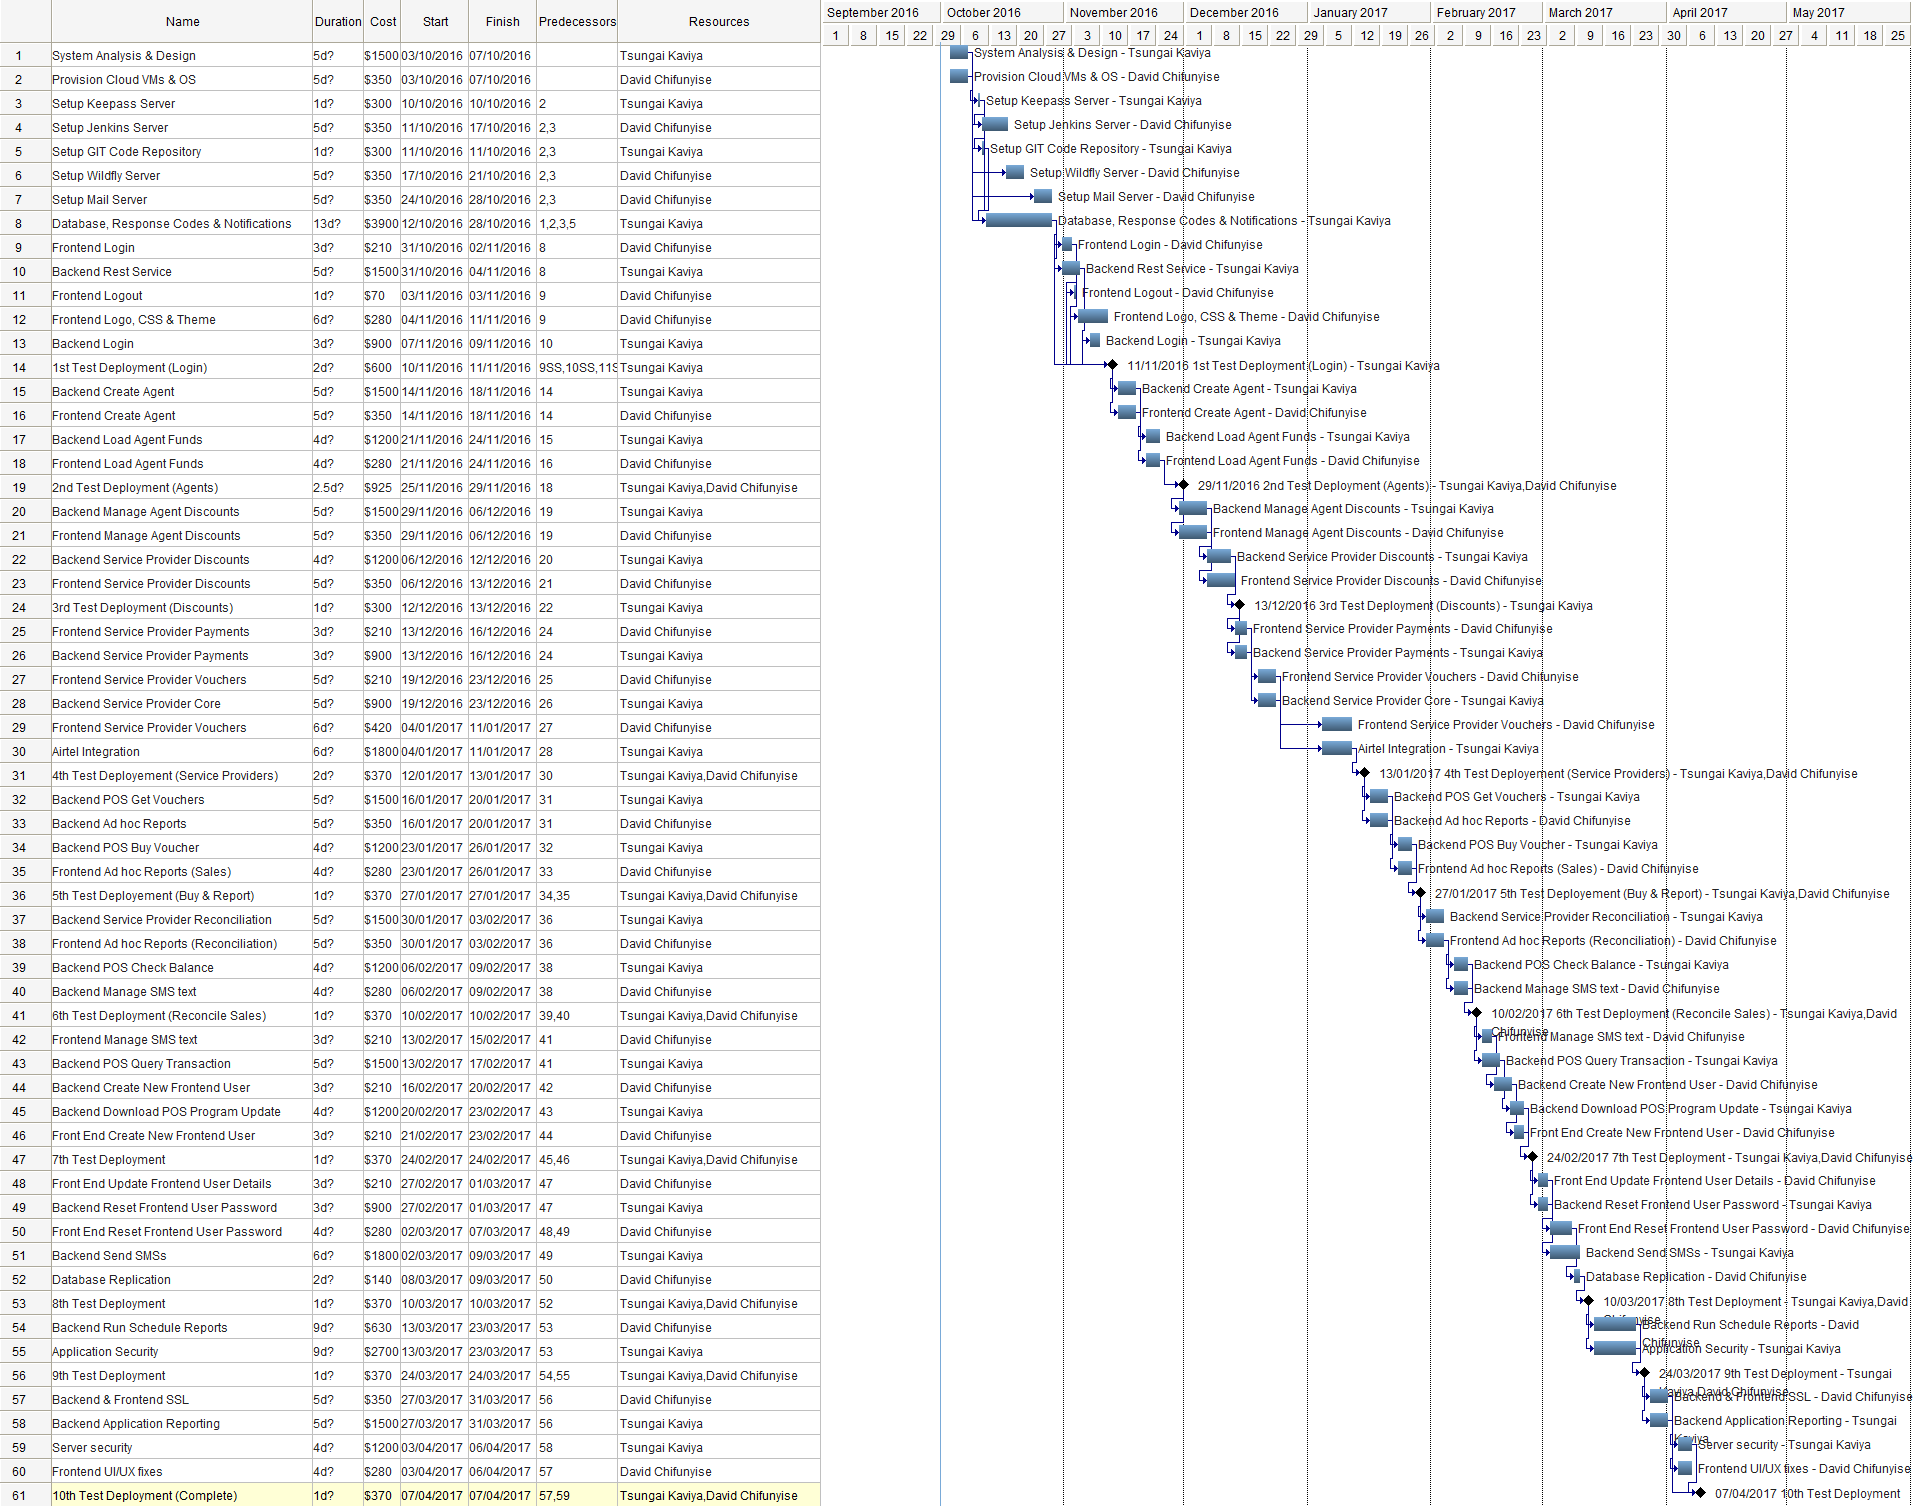 Name Duration Cost Start Finish Predecessors Resources
September 2016 October 2016 November 2016 December 2016 January 2017 February 2017 March 2017 April 2017 May 2017
1 8 15 22 29 6 13 20 27 3 10 17 24 1 8 15 22 29 5 12 19 26 2 9 16 23 2 9 16 23 30 6 13 20 27 4 11 18 25
1 System Analysis & Design 5d? $1500 03/10/2016 07/10/2016 Tsungai Kaviya
2 Provision Cloud VMs & OS 5d? $350 03/10/2016 07/10/2016 David Chifunyise
3 Setup Keepass Server 1d? $300 10/10/2016 10/10/2016 2 Tsungai Kaviya
4 Setup Jenkins Server 5d? $350 11/10/2016 17/10/2016 2,3 David Chifunyise
5 Setup GIT Code Repository 1d? $300 11/10/2016 11/10/2016 2,3 Tsungai Kaviya
6 Setup Wildfly Server 5d? $350 17/10/2016 21/10/2016 2,3 David Chifunyise
7 Setup Mail Server 5d? $350 24/10/2016 28/10/2016 2,3 David Chifunyise
8 Database, Response Codes & Notifications 13d? $3900 12/10/2016 28/10/2016 1,2,3,5 Tsungai Kaviya
9 Frontend Login 3d? $210 31/10/2016 02/11/2016 8 David Chifunyise
10 Backend Rest Service 5d? $1500 31/10/2016 04/11/2016 8 Tsungai Kaviya
11 Frontend Logout 1d? $70 03/11/2016 03/11/2016 9 David Chifunyise
12 Frontend Logo, CSS & Theme 6d? $280 04/11/2016 11/11/2016 9 David Chifunyise
13 Backend Login 3d? $900 07/11/2016 09/11/2016 10 Tsungai Kaviya
14 1st Test Deployment (Login) 2d? $600 10/11/2016 11/11/2016 9SS,10SS,11S Tsungai Kaviya
15 Backend Create Agent 5d? $1500 14/11/2016 18/11/2016 14 Tsungai Kaviya
16 Frontend Create Agent 5d? $350 14/11/2016 18/11/2016 14 David Chifunyise
17 Backend Load Agent Funds 4d? $1200 21/11/2016 24/11/2016 15 Tsungai Kaviya
18 Frontend Load Agent Funds 4d? $280 21/11/2016 24/11/2016 16 David Chifunyise
19 2nd Test Deployment (Agents) 2.5d? $925 25/11/2016 29/11/2016 18 Tsungai Kaviya,David Chifunyise
20 Backend Manage Agent Discounts 5d? $1500 29/11/2016 06/12/2016 19 Tsungai Kaviya
21 Frontend Manage Agent Discounts 5d? $350 29/11/2016 06/12/2016 19 David Chifunyise
22 Backend Service Provider Discounts 4d? $1200 06/12/2016 12/12/2016 20 Tsungai Kaviya
23 Frontend Service Provider Discounts 5d? $350 06/12/2016 13/12/2016 21 David Chifunyise
24 3rd Test Deployment (Discounts) 1d? $300 12/12/2016 13/12/2016 22 Tsungai Kaviya
25 Frontend Service Provider Payments 3d? $210 13/12/2016 16/12/2016 24 David Chifunyise
26 Backend Service Provider Payments 3d? $900 13/12/2016 16/12/2016 24 Tsungai Kaviya
27 Frontend Service Provider Vouchers 5d? $210 19/12/2016 23/12/2016 25 David Chifunyise
28 Backend Service Provider Core 5d? $900 19/12/2016 23/12/2016 26 Tsungai Kaviya
29 Frontend Service Provider Vouchers 6d? $420 04/01/2017 11/01/2017 27 David Chifunyise
30 Airtel Integration 6d? $1800 04/01/2017 11/01/2017 28 Tsungai Kaviya
31 4th Test Deployement (Service Providers) 2d? $370 12/01/2017 13/01/2017 30 Tsungai Kaviya,David Chifunyise
32 Backend POS Get Vouchers 5d? $1500 16/01/2017 20/01/2017 31 Tsungai Kaviya
33 Backend Ad hoc Reports 5d? $350 16/01/2017 20/01/2017 31 David Chifunyise
34 Backend POS Buy Voucher 4d? $1200 23/01/2017 26/01/2017 32 Tsungai Kaviya
35 Frontend Ad hoc Reports (Sales) 4d? $280 23/01/2017 26/01/2017 33 David Chifunyise
36 5th Test Deployement (Buy & Report) 1d? $370 27/01/2017 27/01/2017 34,35 Tsungai Kaviya,David Chifunyise
37 Backend Service Provider Reconciliation 5d? $1500 30/01/2017 03/02/2017 36 Tsungai Kaviya
38 Frontend Ad hoc Reports (Reconciliation) 5d? $350 30/01/2017 03/02/2017 36 David Chifunyise
39 Backend POS Check Balance 4d? $1200 06/02/2017 09/02/2017 38 Tsungai Kaviya
40 Backend Manage SMS text 4d? $280 06/02/2017 09/02/2017 38 David Chifunyise
41 6th Test Deployment (Reconcile Sales) 1d? $370 10/02/2017 10/02/2017 39,40 Tsungai Kaviya,David Chifunyise
42 Frontend Manage SMS text 3d? $210 13/02/2017 15/02/2017 41 David Chifunyise
43 Backend POS Query Transaction 5d? $1500 13/02/2017 17/02/2017 41 Tsungai Kaviya
44 Backend Create New Frontend User 3d? $210 16/02/2017 20/02/2017 42 David Chifunyise
45 Backend Download POS Program Update 4d? $1200 20/02/2017 23/02/2017 43 Tsungai Kaviya
46 Front End Create New Frontend User 3d? $210 21/02/2017 23/02/2017 44 David Chifunyise
47 7th Test Deployment 1d? $370 24/02/2017 24/02/2017 45,46 Tsungai Kaviya,David Chifunyise
48 Front End Update Frontend User Details 3d? $210 27/02/2017 01/03/2017 47 David Chifunyise
49 Backend Reset Frontend User Password 3d? $900 27/02/2017 01/03/2017 47 Tsungai Kaviya
50 Front End Reset Frontend User Password 4d? $280 02/03/2017 07/03/2017 48,49 David Chifunyise
51 Backend Send SMSs 6d? $1800 02/03/2017 09/03/2017 49 Tsungai Kaviya
52 Database Replication 2d? $140 08/03/2017 09/03/2017 50 David Chifunyise
53 8th Test Deployment 1d? $370 10/03/2017 10/03/2017 52 Tsungai Kaviya,David Chifunyise
54 Backend Run Schedule Reports 9d? $630 13/03/2017 23/03/2017 53 David Chifunyise
55 Application Security 9d? $2700 13/03/2017 23/03/2017 53 Tsungai Kaviya
56 9th Test Deployment 1d? $370 24/03/2017 24/03/2017 54,55 Tsungai Kaviya,David Chifunyise
57 Backend & Frontend SSL 5d? $350 27/03/2017 31/03/2017 56 David Chifunyise
58 Backend Application Reporting 5d? $1500 27/03/2017 31/03/2017 56 Tsungai Kaviya
59 Server security 4d? $1200 03/04/2017 06/04/2017 58 Tsungai Kaviya
60 Frontend UI/UX fixes 4d? $280 03/04/2017 06/04/2017 57 David Chifunyise
61 10th Test Deployment (Complete) 1d? $370 07/04/2017 07/04/2017 57,59 Tsungai Kaviya,David Chifunyise
System Analysis & Design - Tsungai Kaviya
Provision Cloud VMs & OS - David Chifunyise
Setup Keepass Server - Tsungai Kaviya
Setup Jenkins Server - David Chifunyise
Setup GIT Code Repository - Tsungai Kaviya
Setup Wildfly Server - David Chifunyise
Setup Mail Server - David Chifunyise
Database, Response Codes & Notifications - Tsungai Kaviya
Frontend Login - David Chifunyise
Backend Rest Service - Tsungai Kaviya
Frontend Logout - David Chifunyise
Frontend Logo, CSS & Theme - David Chifunyise
Backend Login - Tsungai Kaviya
11/11/2016 1st Test Deployment (Login) - Tsungai Kaviya
Backend Create Agent - Tsungai Kaviya
Frontend Create Agent - David Chifunyise
Backend Load Agent Funds - Tsungai Kaviya
Frontend Load Agent Funds - David Chifunyise
29/11/2016 2nd Test Deployment (Agents) - Tsungai Kaviya,David Chifunyise
Backend Manage Agent Discounts - Tsungai Kaviya
Frontend Manage Agent Discounts - David Chifunyise
Backend Service Provider Discounts - Tsungai Kaviya
Frontend Service Provider Discounts - David Chifunyise
13/12/2016 3rd Test Deployment (Discounts) - Tsungai Kaviya
Frontend Service Provider Payments - David Chifunyise
Backend Service Provider Payments - Tsungai Kaviya
Frontend Service Provider Vouchers - David Chifunyise
Backend Service Provider Core - Tsungai Kaviya
Frontend Service Provider Vouchers - David Chifunyise
Airtel Integration - Tsungai Kaviya
13/01/2017 4th Test Deployement (Service Providers) - Tsungai Kaviya,David Chifunyise
Backend POS Get Vouchers - Tsungai Kaviya
Backend Ad hoc Reports - David Chifunyise
Backend POS Buy Voucher - Tsungai Kaviya
Frontend Ad hoc Reports (Sales) - David Chifunyise
27/01/2017 5th Test Deployement (Buy & Report) - Tsungai Kaviya,David Chifunyise
Backend Service Provider Reconciliation - Tsungai Kaviya
Frontend Ad hoc Reports (Reconciliation) - David Chifunyise
Backend POS Check Balance - Tsungai Kaviya
Backend Manage SMS text - David Chifunyise
10/02/2017 6th Test Deployment (Reconcile Sales) - Tsungai Kaviya,David
Chifunyise
Frontend Manage SMS text - David Chifunyise
Backend POS Query Transaction - Tsungai Kaviya
Backend Create New Frontend User - David Chifunyise
Backend Download POS Program Update - Tsungai Kaviya
Front End Create New Frontend User - David Chifunyise
24/02/2017 7th Test Deployment - Tsungai Kaviya,David Chifunyise
Front End Update Frontend User Details - David Chifunyise
Backend Reset Frontend User Password - Tsungai Kaviya
Front End Reset Frontend User Password - David Chifunyise
Backend Send SMSs - Tsungai Kaviya
Database Replication - David Chifunyise
10/03/2017 8th Test Deployment - Tsungai Kaviya,David
Chifunyise
Backend Run Schedule Reports - David
Chifunyise
Application Security - Tsungai Kaviya
24/03/2017 9th Test Deployment - Tsungai
Kaviya,David Chifunyise
Backend & Frontend SSL - David Chifunyise
Backend Application Reporting - Tsungai
Kaviya
Server security - Tsungai Kaviya
Frontend UI/UX fixes - David Chifunyise
07/04/2017 10th Test Deployment